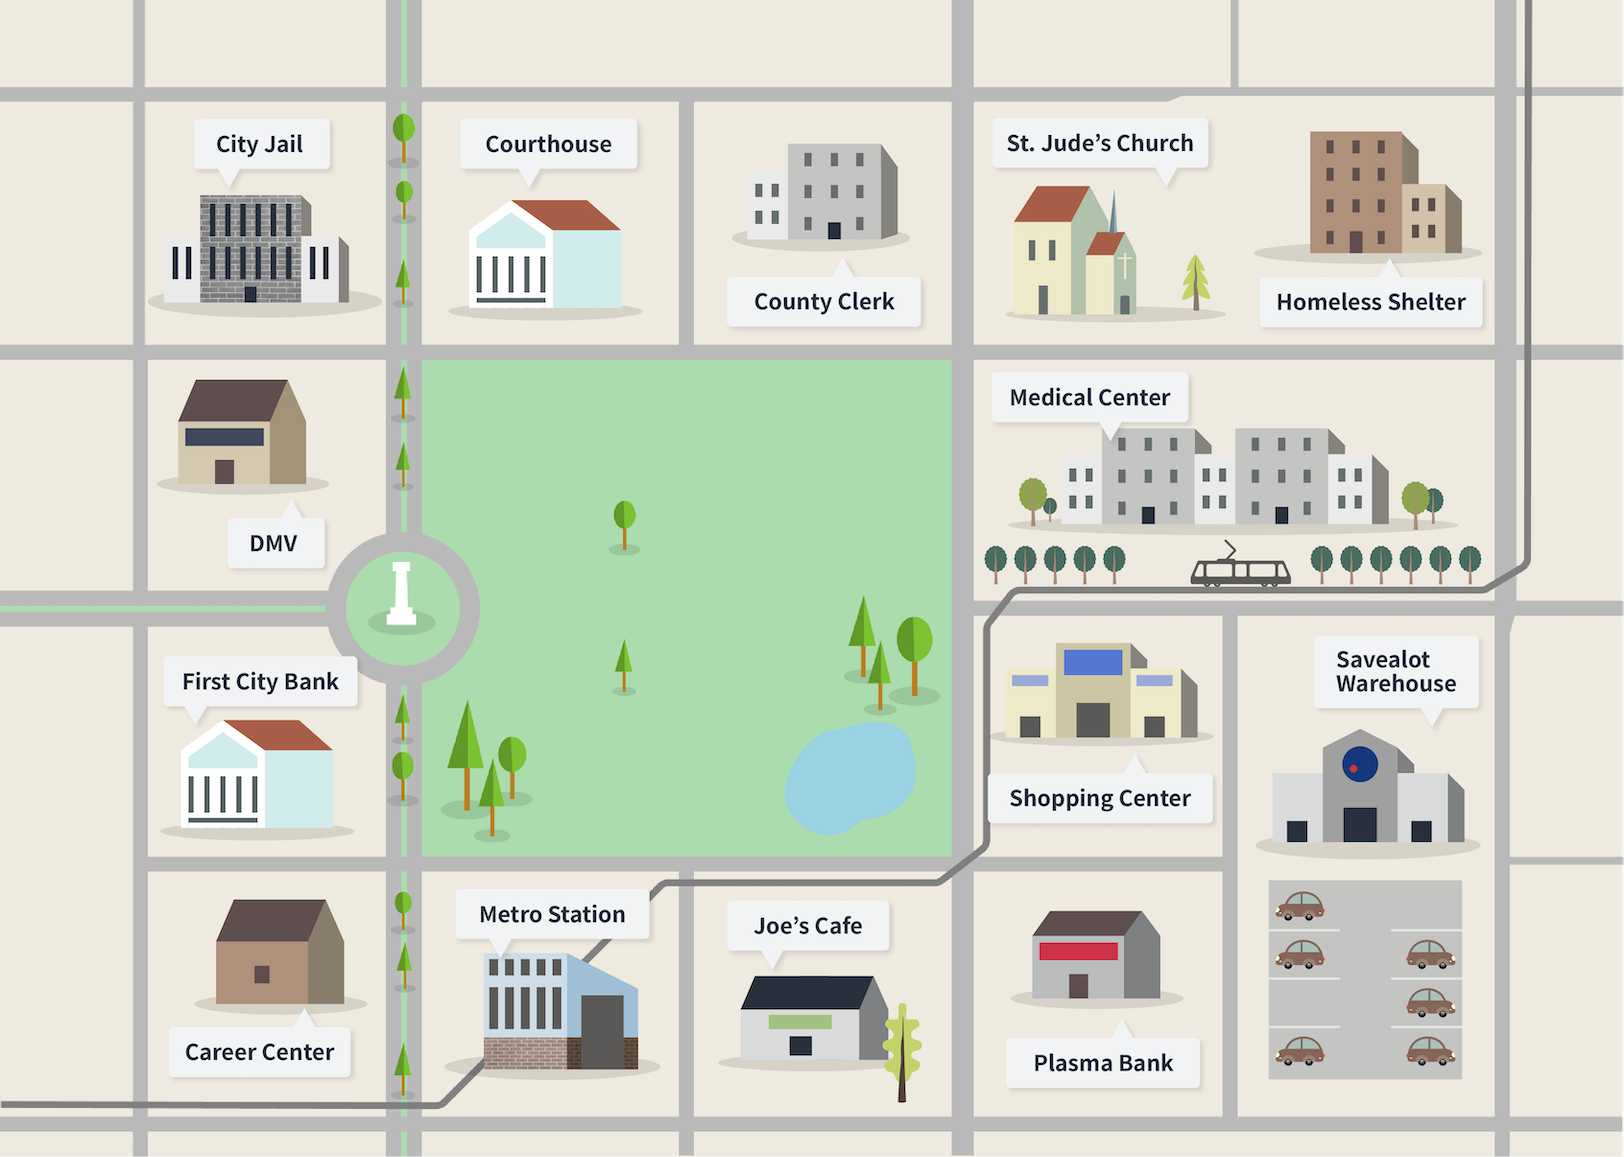 City Jail
Courthouse
County Clerk
St. Jude’s Church
Homeless Shelter
DMV
Medical Center
First City Bank
Shopping Center
Savealot
Warehouse
Career Center
Metro Station
Joe’s Cafe
Plasma Bank